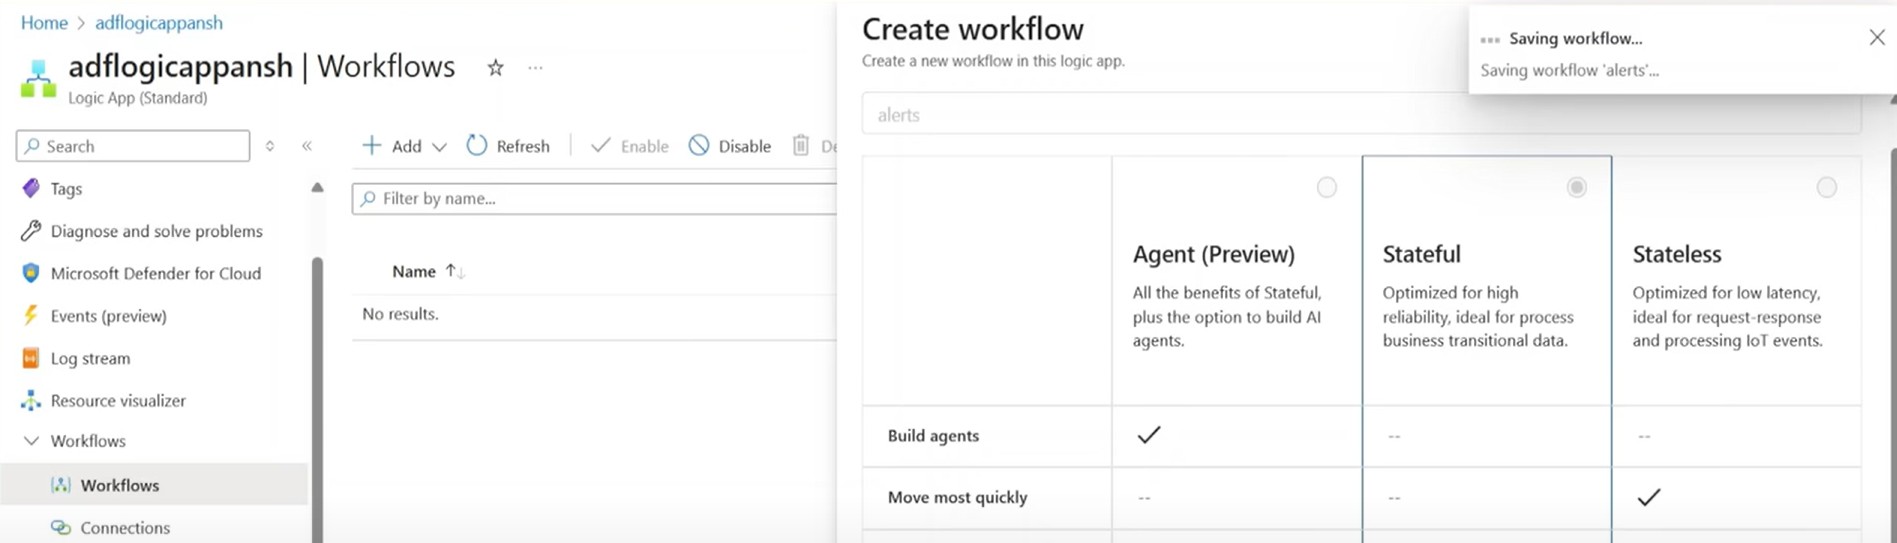 Home > adflogicappansh
adflogicappansh | Workflows
Logic App (Standard)
Search
Tags
Diagnose and solve problems
Microsoft Defender for Cloud
Events (preview)
Log stream
Resource visualizer
Workflows
Workflows
Connections
Add
Refresh
Enable
Disable
De
Filter by name...
Name
No results.
Create workflow
Create a new workflow in this logic app.
alerts
Agent (Preview)
All the benefits of Stateful,
plus the option to build AI
agents.
Stateful
Optimized for high
reliability, ideal for process
business transitional data.
Stateless
Optimized for low latency,
ideal for request-response
and processing IoT events.
Build agents
--
--
Move most quickly
--
--
Saving workflow...
Saving workflow 'alerts'...